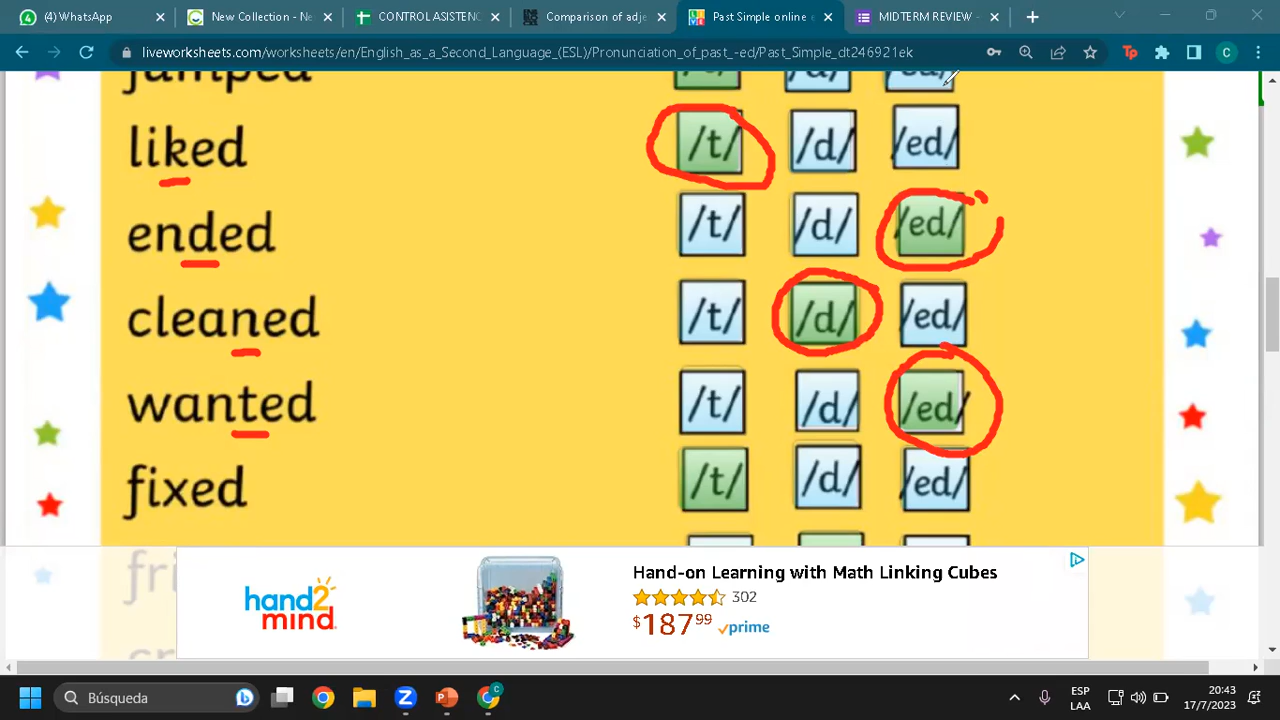 (4) WhatsApp
New Collection - Ne
CONTROL ASISTENC
Comparison of adje
Past Simple online e
MIDTERM REVIEW -
liveworksheets.com/worksheets/en/English_as_a_Second_Language_(ESL)/Pronunciation_of_past_-ed/Past_Simple_dt246921ek
jumped /t/ /d/ /ed/
liked /t/ /d/ /ed/
ended /t/ /d/ /ed/
cleaned /t/ /d/ /ed/
wanted /t/ /d/ /ed/
fixed /t/ /d/ /ed/
hand2mind
Hand-on Learning with Math Linking Cubes
302
$187.99 prime
Búsqueda
ESP
LAA
20:43
17/7/2023